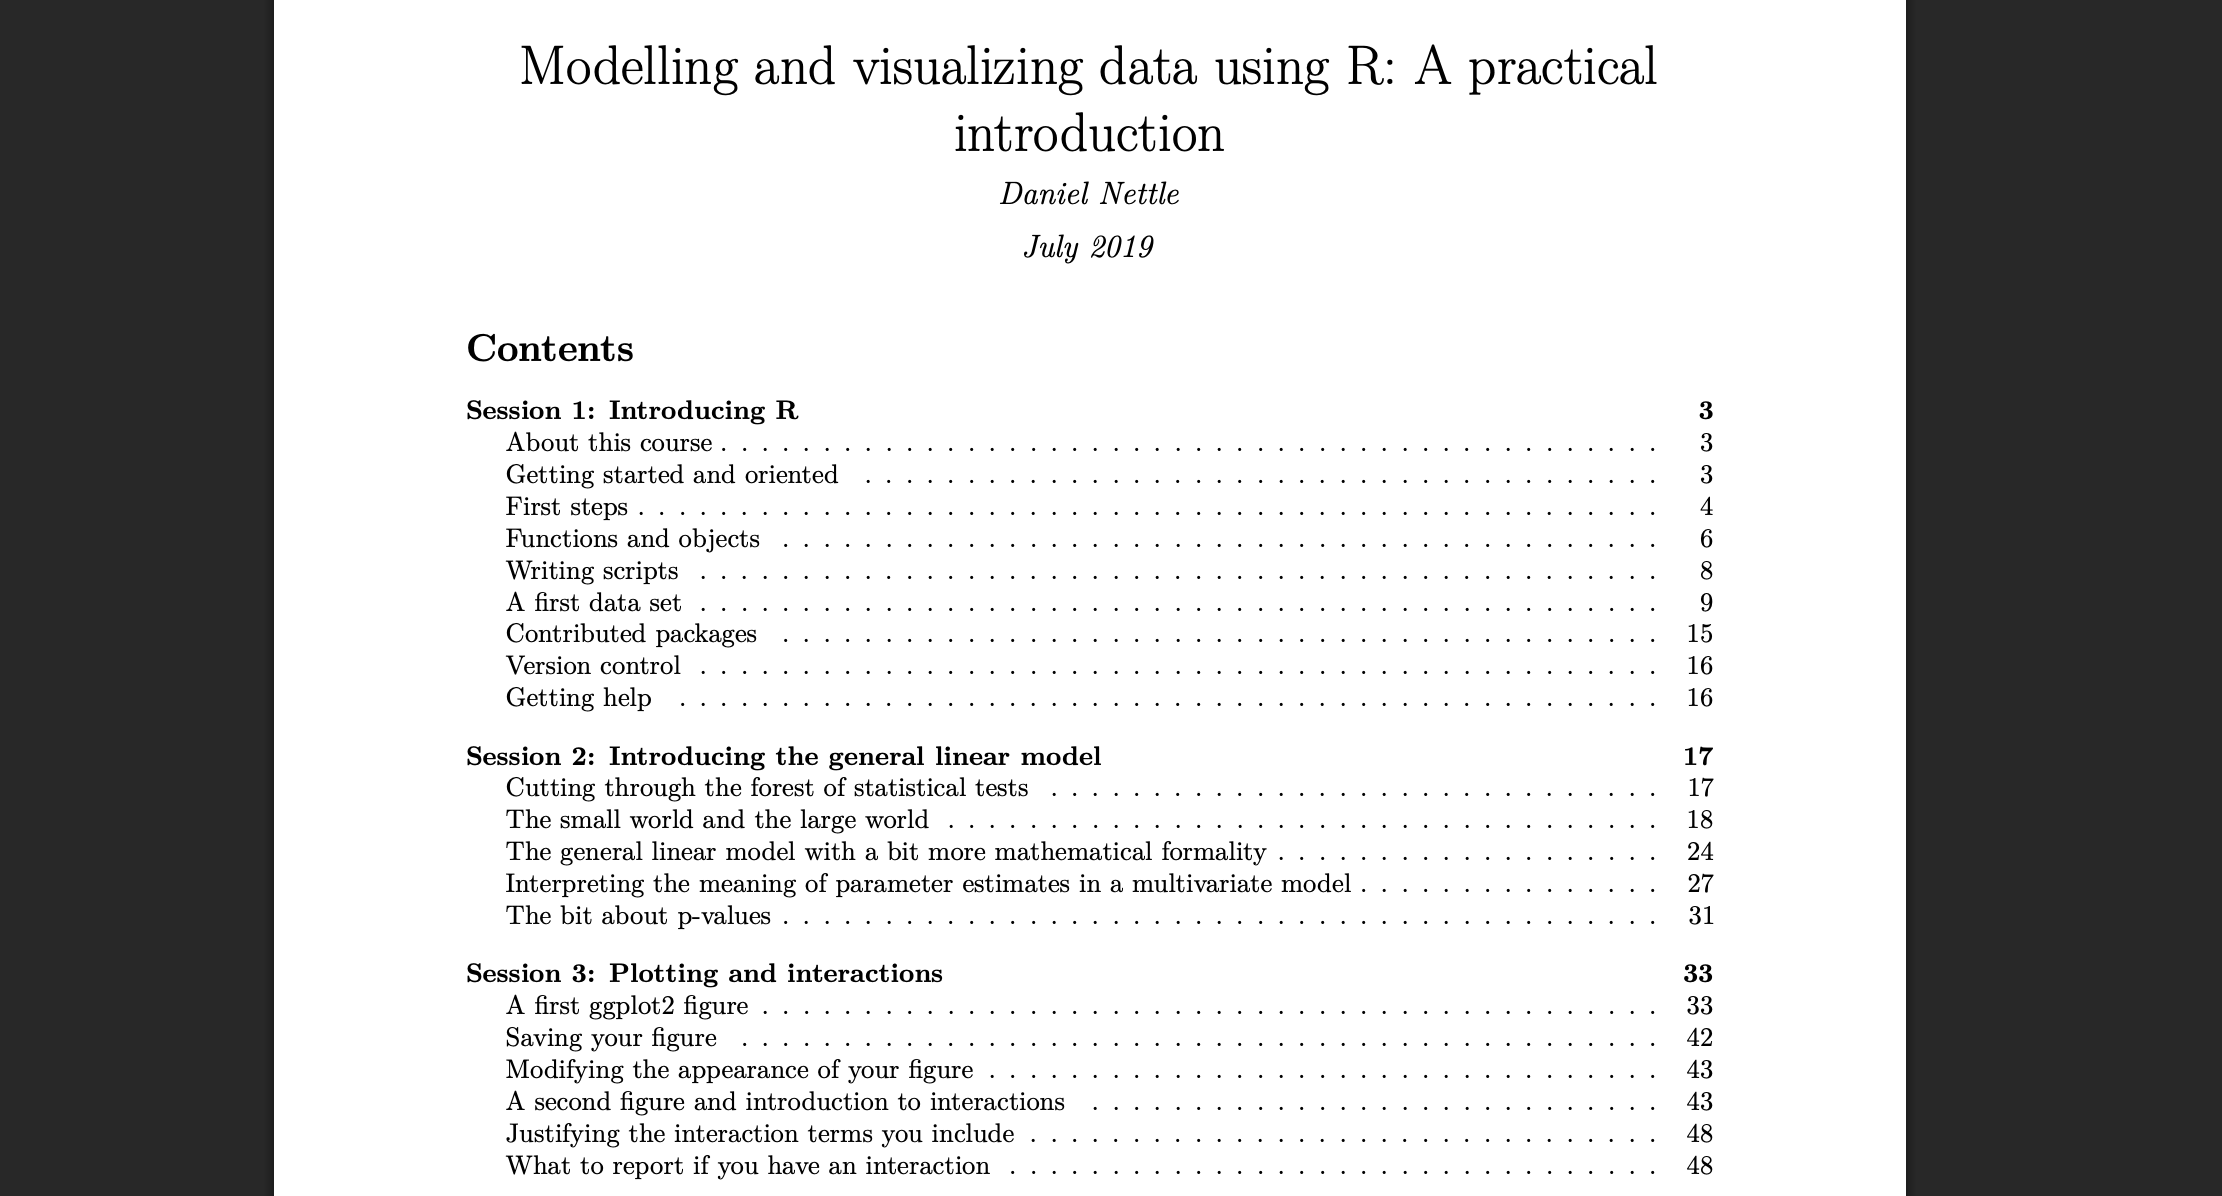 Modelling and visualizing data using R: A practical
introduction
Daniel Nettle
July 2019
Contents
Session 1: Introducing R 3
About this course . . . . . . . . . . . . . . . . . . . . . . . . . . . . . . . . . . . . . . . . . . . . . . 3
Getting started and oriented . . . . . . . . . . . . . . . . . . . . . . . . . . . . . . . . . . . . . . . 3
First steps . . . . . . . . . . . . . . . . . . . . . . . . . . . . . . . . . . . . . . . . . . . . . . . . . . 4
Functions and objects . . . . . . . . . . . . . . . . . . . . . . . . . . . . . . . . . . . . . . . . . . . 6
Writing scripts . . . . . . . . . . . . . . . . . . . . . . . . . . . . . . . . . . . . . . . . . . . . . . . 8
A first data set . . . . . . . . . . . . . . . . . . . . . . . . . . . . . . . . . . . . . . . . . . . . . . . 9
Contributed packages . . . . . . . . . . . . . . . . . . . . . . . . . . . . . . . . . . . . . . . . . . . 15
Version control . . . . . . . . . . . . . . . . . . . . . . . . . . . . . . . . . . . . . . . . . . . . . . . 16
Getting help . . . . . . . . . . . . . . . . . . . . . . . . . . . . . . . . . . . . . . . . . . . . . . . . 16
Session 2: Introducing the general linear model 17
Cutting through the forest of statistical tests . . . . . . . . . . . . . . . . . . . . . . . . . . . . . . 17
The small world and the large world . . . . . . . . . . . . . . . . . . . . . . . . . . . . . . . . . . . 18
The general linear model with a bit more mathematical formality . . . . . . . . . . . . . . . . . . . 24
Interpreting the meaning of parameter estimates in a multivariate model . . . . . . . . . . . . . . . 27
The bit about p-values . . . . . . . . . . . . . . . . . . . . . . . . . . . . . . . . . . . . . . . . . . . 31
Session 3: Plotting and interactions 33
A first ggplot2 figure . . . . . . . . . . . . . . . . . . . . . . . . . . . . . . . . . . . . . . . . . . . . 33
Saving your figure . . . . . . . . . . . . . . . . . . . . . . . . . . . . . . . . . . . . . . . . . . . . . 42
Modifying the appearance of your figure . . . . . . . . . . . . . . . . . . . . . . . . . . . . . . . . . 43
A second figure and introduction to interactions . . . . . . . . . . . . . . . . . . . . . . . . . . . . 43
Justifying the interaction terms you include . . . . . . . . . . . . . . . . . . . . . . . . . . . . . . . 48
What to report if you have an interaction . . . . . . . . . . . . . . . . . . . . . . . . . . . . . . . . 48